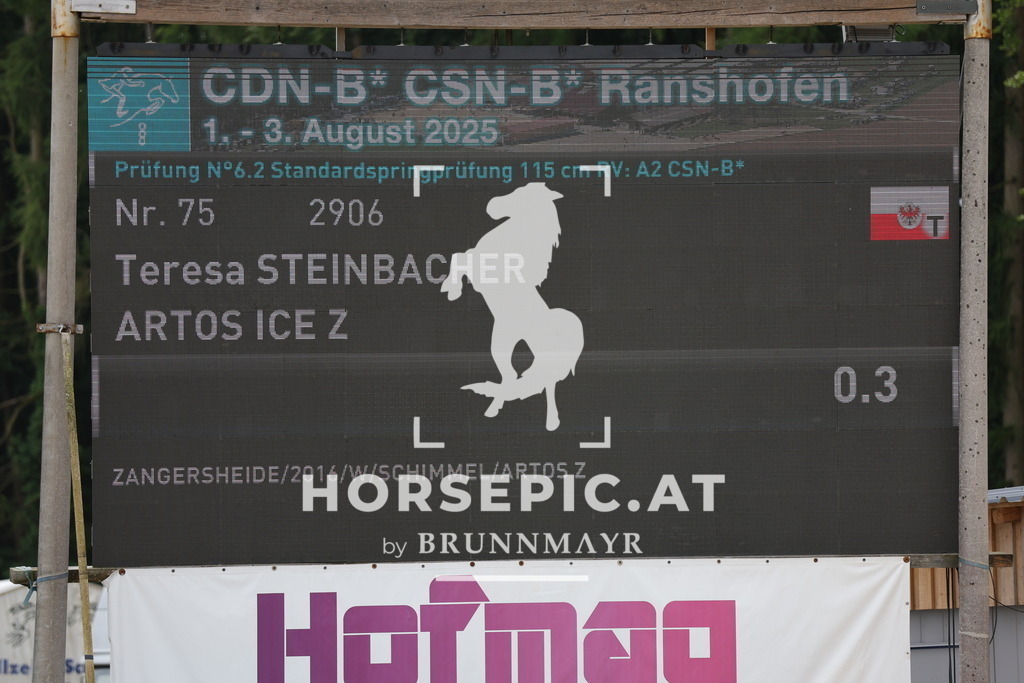 CDN-B* CSN-B* Ranshofen
1. - 3. August 2025
Prüfung N°6.2 Standardspringprüfung 115 cm RV: A2 CSN-B*
Nr. 75 2906
T
Teresa STEINBACHER
ARTOS ICE Z
0.3
ZANGERSHEIDE/2016/W/SCHIMMEL/ARTOS Z
HORSEPIC.AT
by BRUNNMAYR
Hofmag